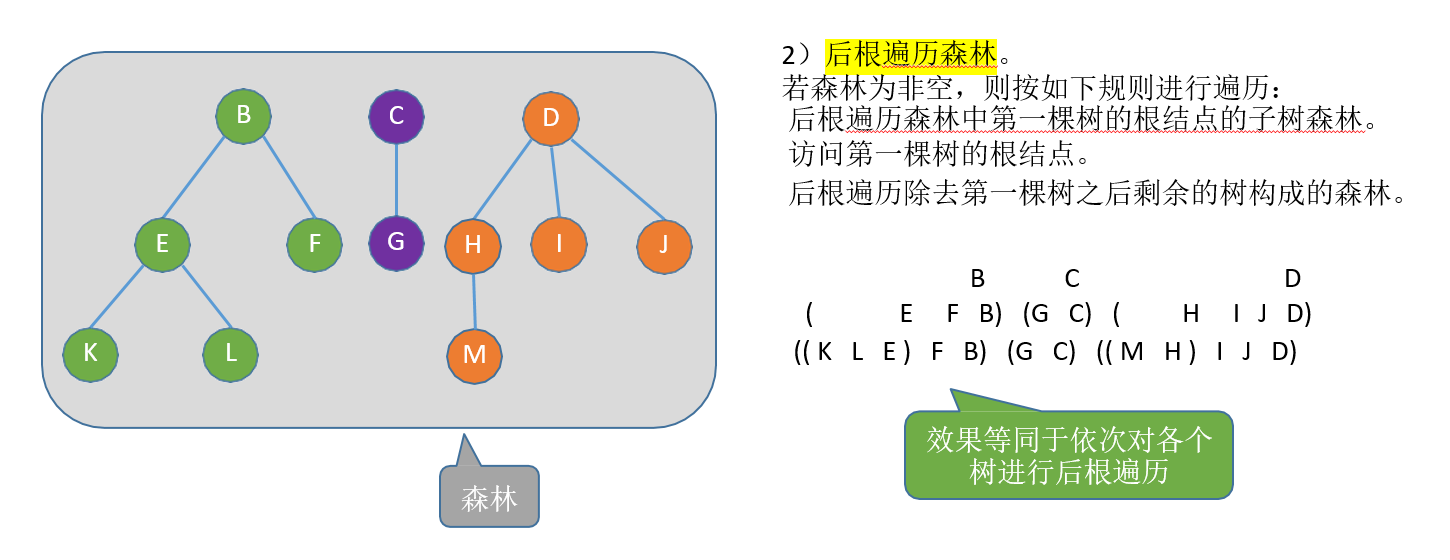 B
C
D
E
F
G
H
I
J
K
L
M
森林
2）后根遍历森林。
若森林为非空，则按如下规则进行遍历：
后根遍历森林中第一棵树的根结点的子树森林。
访问第一棵树的根结点。
后根遍历除去第一棵树之后剩余的树构成的森林。
B C D
( E F B) (G C) ( H I J D)
(( K L E ) F B) (G C) (( M H ) I J D)
效果等同于依次对各个
树进行后根遍历